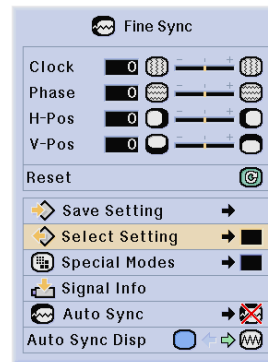 Fine Sync
Clock 0 - +
Phase 0 - +
H-Pos 0 - +
V-Pos 0 - +
Reset
Save Setting
Select Setting
Special Modes
Signal Info
Auto Sync
Auto Sync Disp